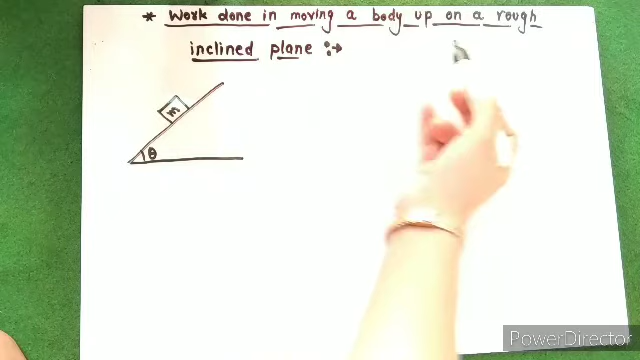 * Work done in moving a body up on a rough
inclined plane :→
m
θ
PowerDirector